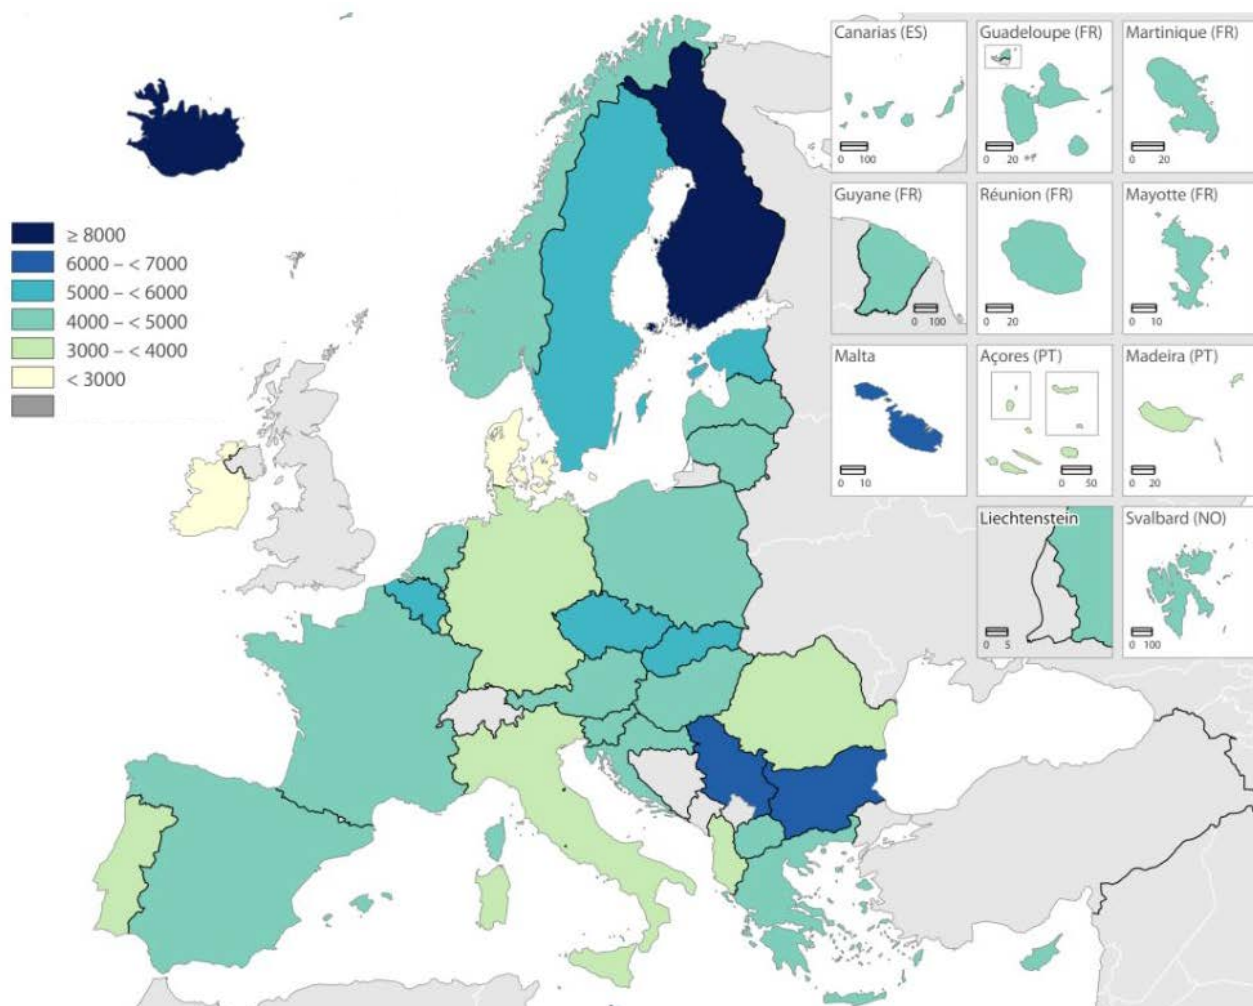 Canarias (ES)
0 100
Guadeloupe (FR)
0 20
Martinique (FR)
0 20
Guyane (FR)
0 100
Réunion (FR)
0 20
Mayotte (FR)
0 10
≥ 8000
6000 – < 7000
5000 – < 6000
4000 – < 5000
3000 – < 4000
< 3000
Malta
0 10
Açores (PT)
0 50
Madeira (PT)
0 20
Liechtenstein
0 5
Svalbard (NO)
0 100